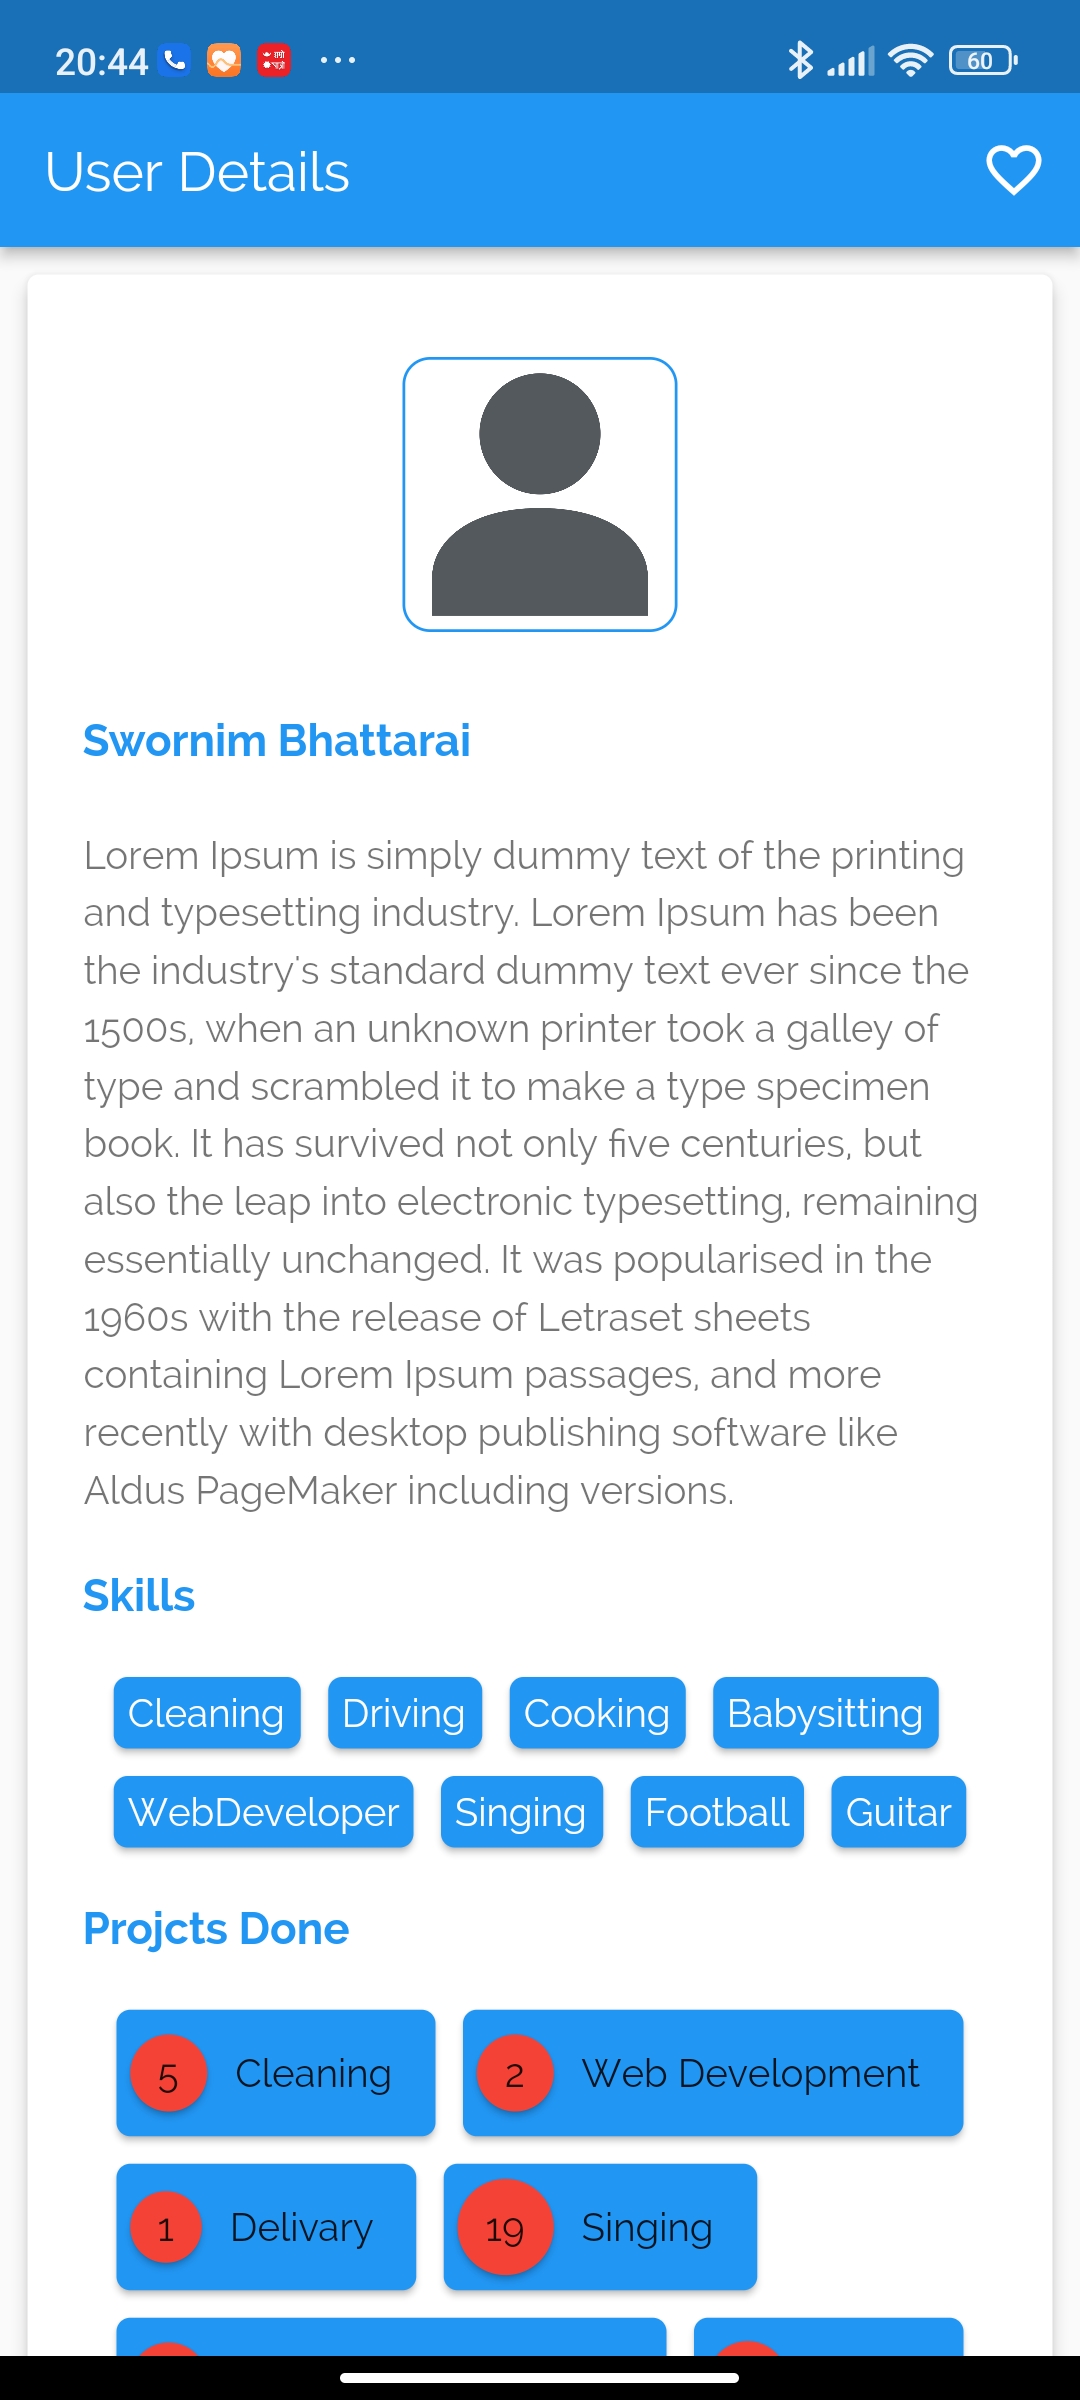 20:44
60
User Details
Swornim Bhattarai
Lorem Ipsum is simply dummy text of the printing
and typesetting industry. Lorem Ipsum has been
the industry's standard dummy text ever since the
1500s, when an unknown printer took a galley of
type and scrambled it to make a type specimen
book. It has survived not only five centuries, but
also the leap into electronic typesetting, remaining
essentially unchanged. It was popularised in the
1960s with the release of Letraset sheets
containing Lorem Ipsum passages, and more
recently with desktop publishing software like
Aldus PageMaker including versions.
Skills
Cleaning Driving Cooking Babysitting
WebDeveloper Singing Football Guitar
Projcts Done
5 Cleaning 2 Web Development
1 Delivary 19 Singing